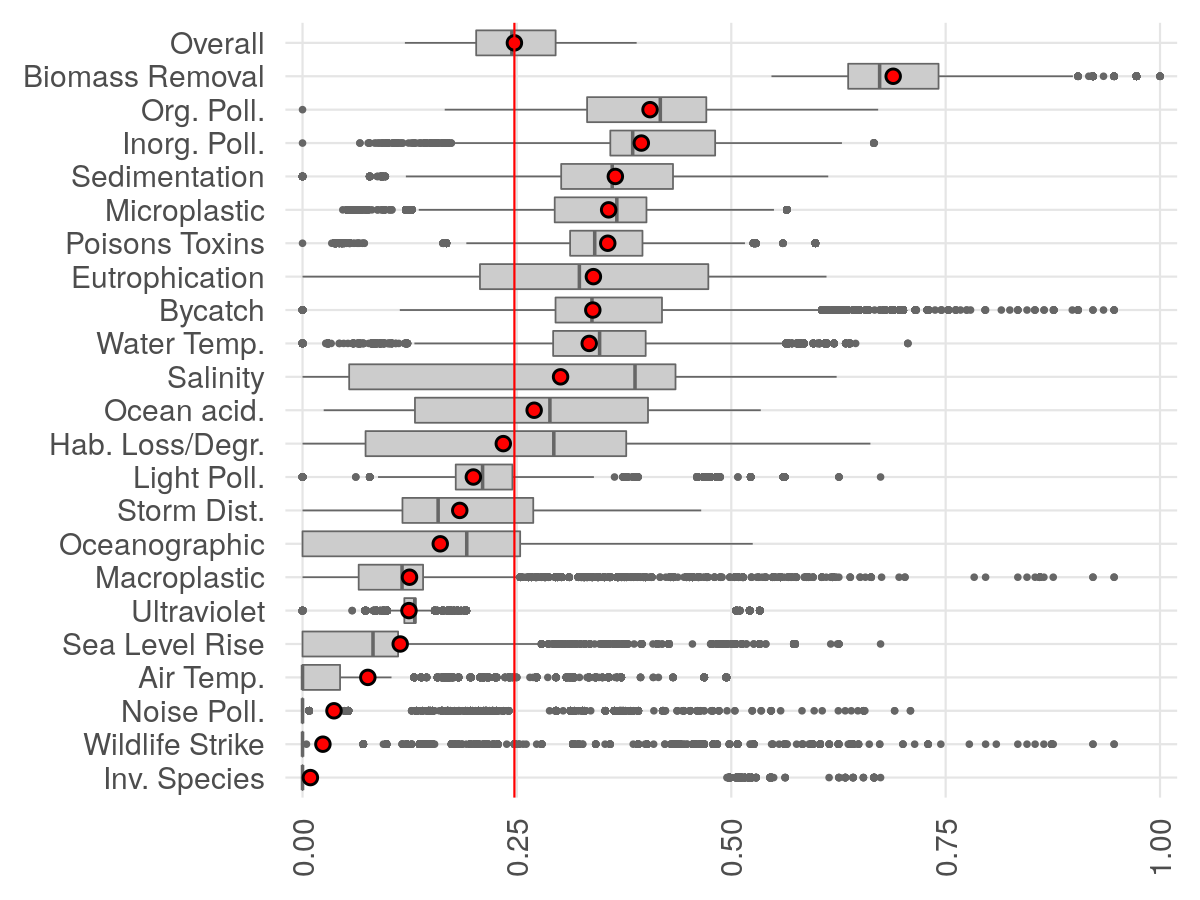 Overall
Biomass Removal
Org. Poll.
Inorg. Poll.
Sedimentation
Microplastic
Poisons Toxins
Eutrophication
Bycatch
Water Temp.
Salinity
Ocean acid.
Hab. Loss/Degr.
Light Poll.
Storm Dist.
Oceanographic
Macroplastic
Ultraviolet
Sea Level Rise
Air Temp.
Noise Poll.
Wildlife Strike
Inv. Species
0.00
0.25
0.50
0.75
1.00